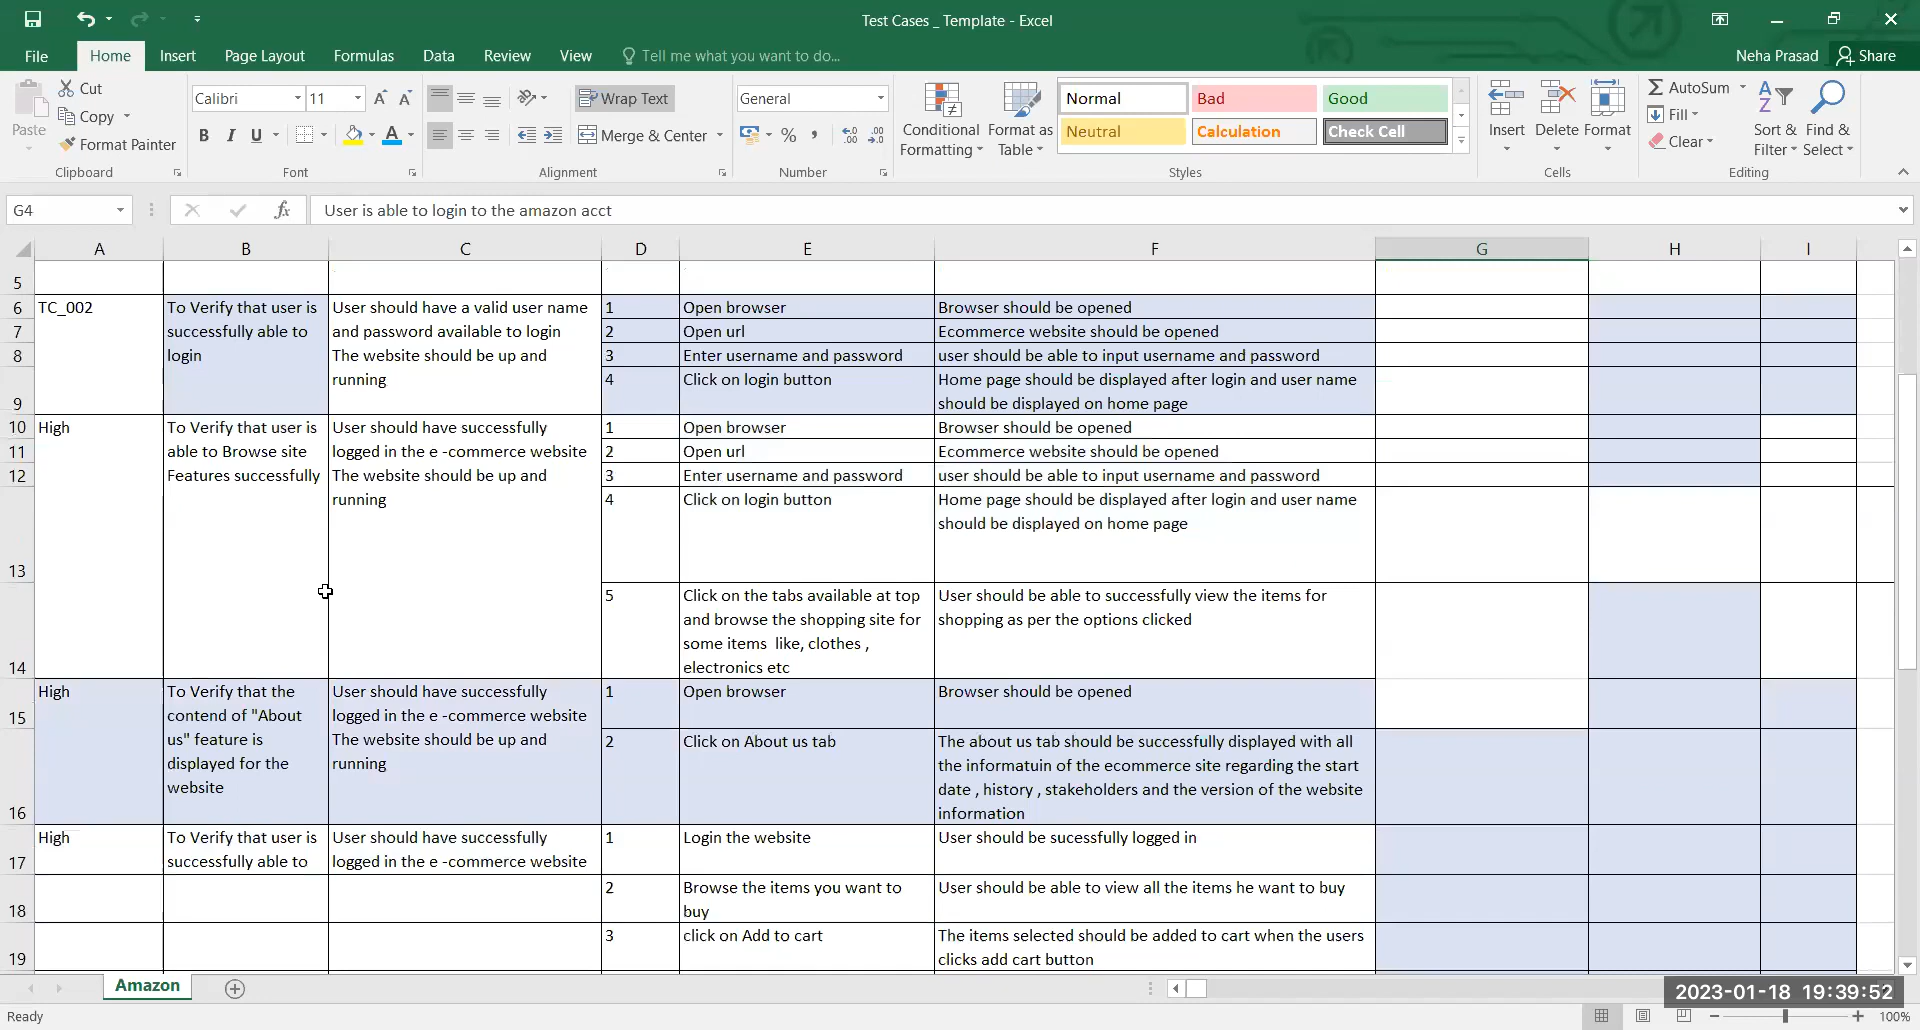 Test Cases _ Template - Excel
File Home Insert Page Layout Formulas Data Review View Tell me what you want to do... Neha Prasad Share
Paste
Cut
Copy
Format Painter
Clipboard
Calibri 11
B I U
Font
Wrap Text
Merge & Center
Alignment
General
%
Number
Conditional Formatting
Format as Table
Normal Bad Good
Neutral Calculation Check Cell
Styles
Insert Delete Format
Cells
AutoSum
Fill
Clear
Sort & Filter
Find & Select
Editing
G4 fx User is able to login to the amazon acct
A B C D E F G H I
5
6 TC_002
To Verify that user is
successfully able to
login
User should have a valid user name
and password available to login
The website should be up and
running
1 Open browser Browser should be opened
7 2 Open url Ecommerce website should be opened
8 3 Enter username and password user should be able to input username and password
9 4 Click on login button Home page should be displayed after login and user name
should be displayed on home page
10 High
To Verify that user is
able to Browse site
Features successfully
User should have successfully
logged in the e -commerce website
The website should be up and
running
1 Open browser Browser should be opened
11 2 Open url Ecommerce website should be opened
12 3 Enter username and password user should be able to input username and password
13 4 Click on login button Home page should be displayed after login and user name
should be displayed on home page
14 5 Click on the tabs available at top
and browse the shopping site for
some items like, clothes ,
electronics etc
User should be able to successfully view the items for
shopping as per the options clicked
15 High
To Verify that the
contend of "About
us" feature is
displayed for the
website
User should have successfully
logged in the e -commerce website
The website should be up and
running
1 Open browser Browser should be opened
16 2 Click on About us tab The about us tab should be successfully displayed with all
the informatuin of the ecommerce site regarding the start
date , history , stakeholders and the version of the website
information
17 High
To Verify that user is
successfully able to
User should have successfully
logged in the e -commerce website
1 Login the website User should be sucessfully logged in
18 2 Browse the items you want to
buy
User should be able to view all the items he want to buy
19 3 click on Add to cart The items selected should be added to cart when the users
clicks add cart button
Amazon
2023-01-18 19:39:52
Ready
100%